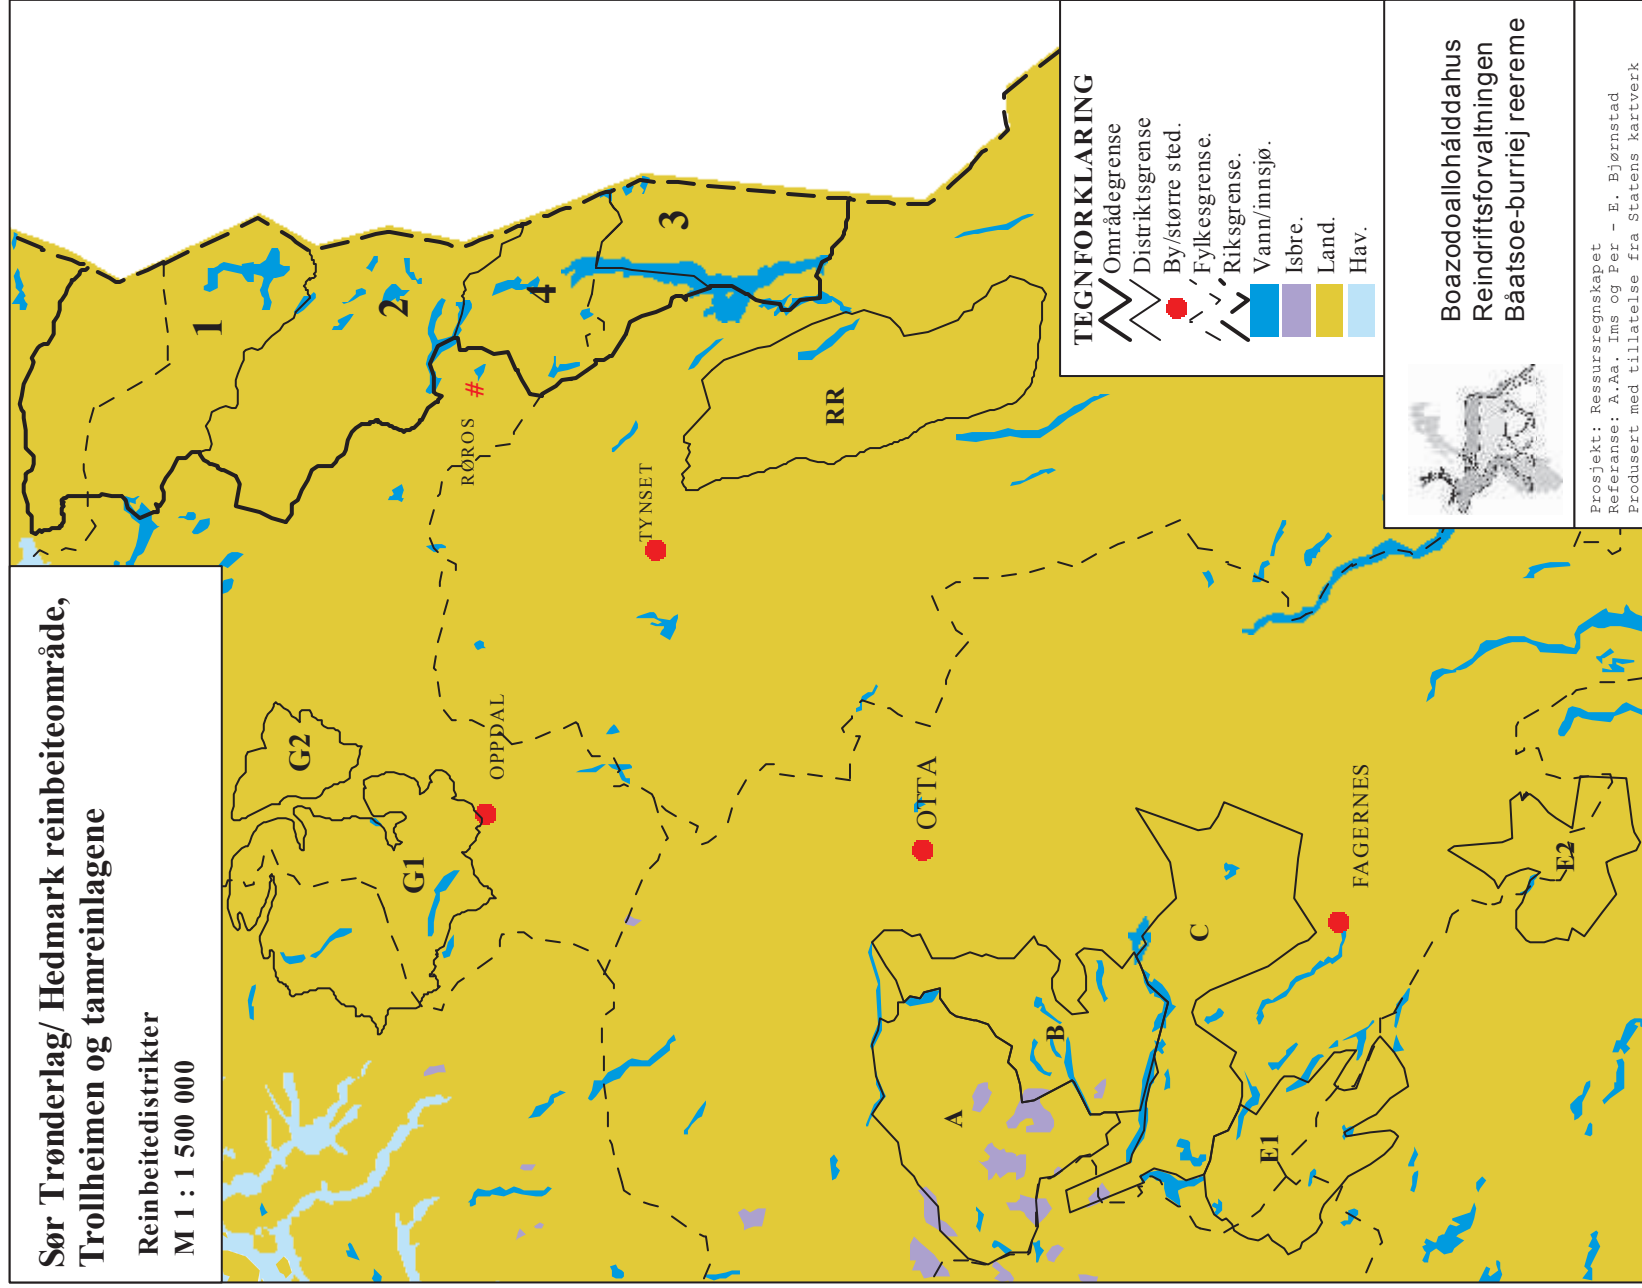 Sør Trønderlag/ Hedmark reinbeiteområde,
Trollheimen og tamreinlagene
Reinbeitedistrikter
M 1 : 1 500 000
1
2
3
4
RØROS
#
TYNSET
RR
G2
G1
OPPDAL
OTTA
A
B
C
E1
E2
FAGERNES
TEGNFORKLARING
Områdegrense
Distriktsgrense
By/større sted.
Fylkesgrense.
Riksgrense.
Vann/innsjø.
Isbre.
Land.
Hav.
Boazodoallohálddahus
Reindriftsforvaltningen
Båatsoe-burriej reereme
Prosjekt: Ressursregnskapet
Referanse: A.Aa. Ims og Per - E. Bjørnstad
Produsert med tillatelse fra Statens kartverk